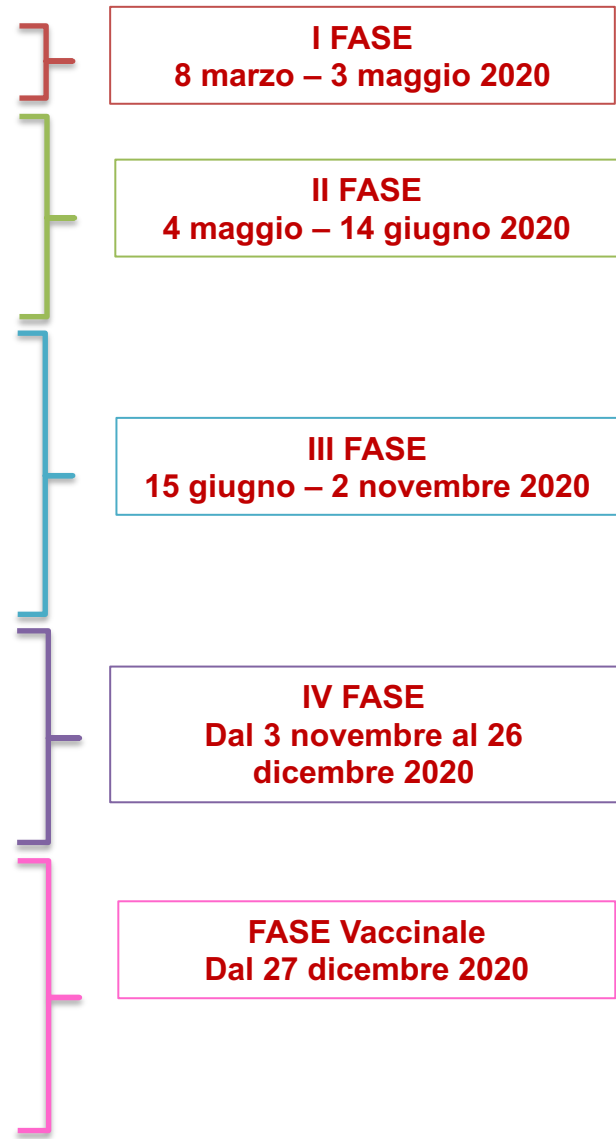 I FASE
8 marzo – 3 maggio 2020
II FASE
4 maggio – 14 giugno 2020
III FASE
15 giugno – 2 novembre 2020
IV FASE
Dal 3 novembre al 26
dicembre 2020
FASE Vaccinale
Dal 27 dicembre 2020